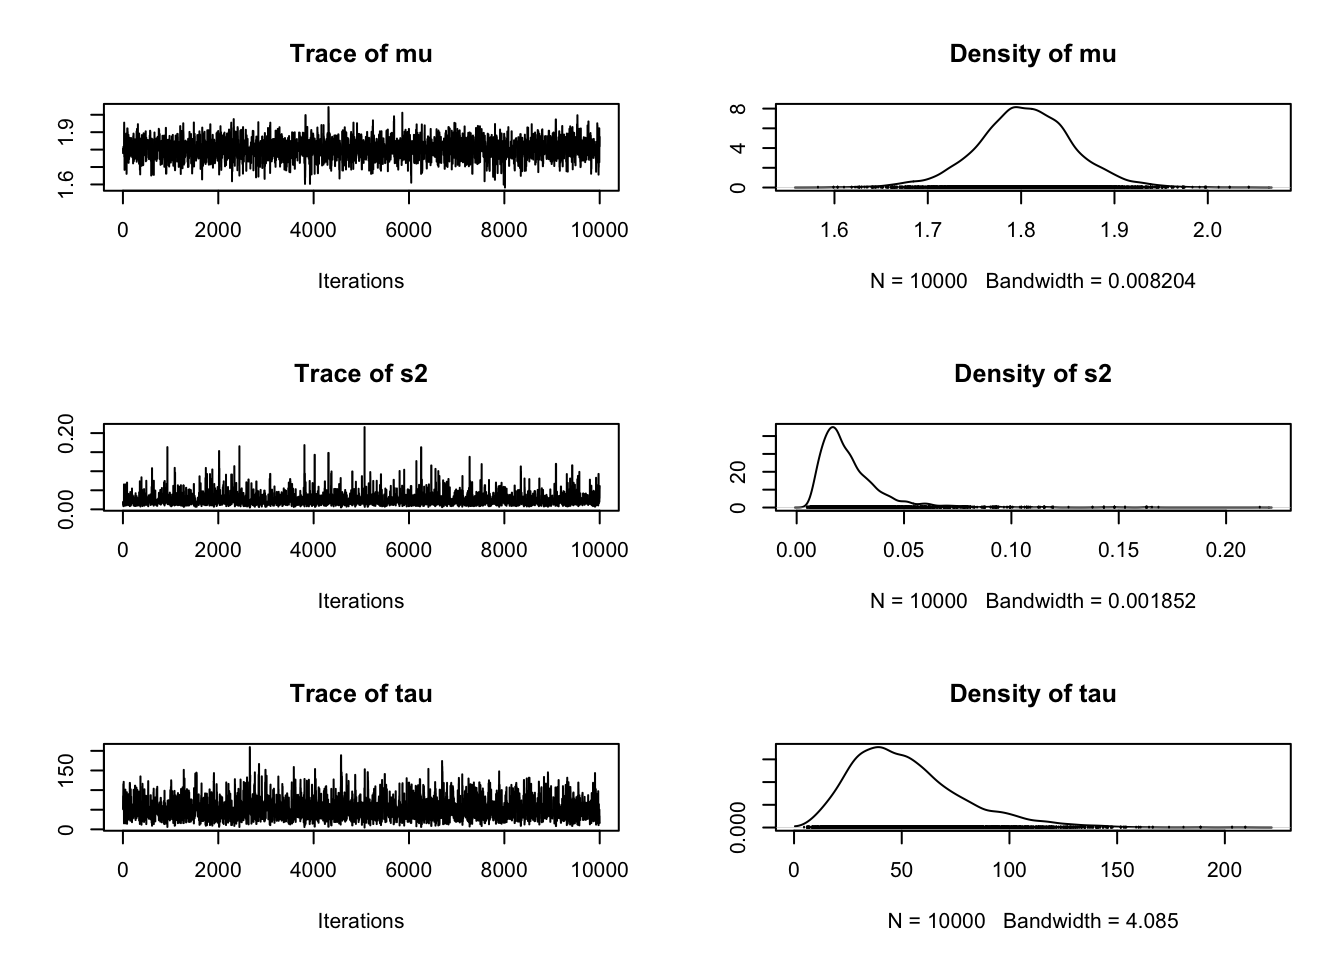 Trace of mu
1.9
1.6
0 2000 4000 6000 8000 10000
Iterations
Density of mu
8
4
0
1.6 1.7 1.8 1.9 2.0
N = 10000 Bandwidth = 0.008204
Trace of s2
0.20
0.00
0 2000 4000 6000 8000 10000
Iterations
Density of s2
20
0
0.00 0.05 0.10 0.15 0.20
N = 10000 Bandwidth = 0.001852
Trace of tau
150
0
0 2000 4000 6000 8000 10000
Iterations
Density of tau
0.000
0 50 100 150 200
N = 10000 Bandwidth = 4.085